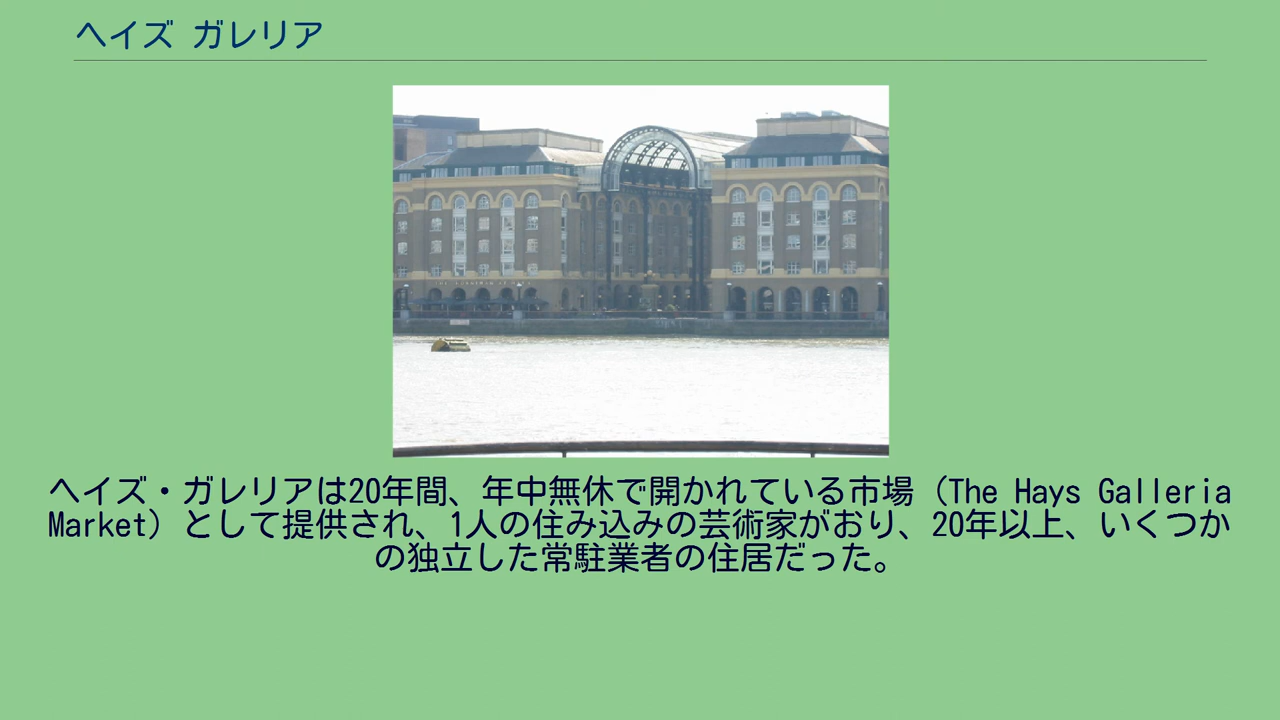 ヘイズ ガレリア
ヘイズ・ガレリアは20年間、年中無休で開かれている市場（The Hays Galleria
Market）として提供され、1人の住み込みの芸術家がおり、20年以上、いくつか
の独立した常駐業者の住居だった。